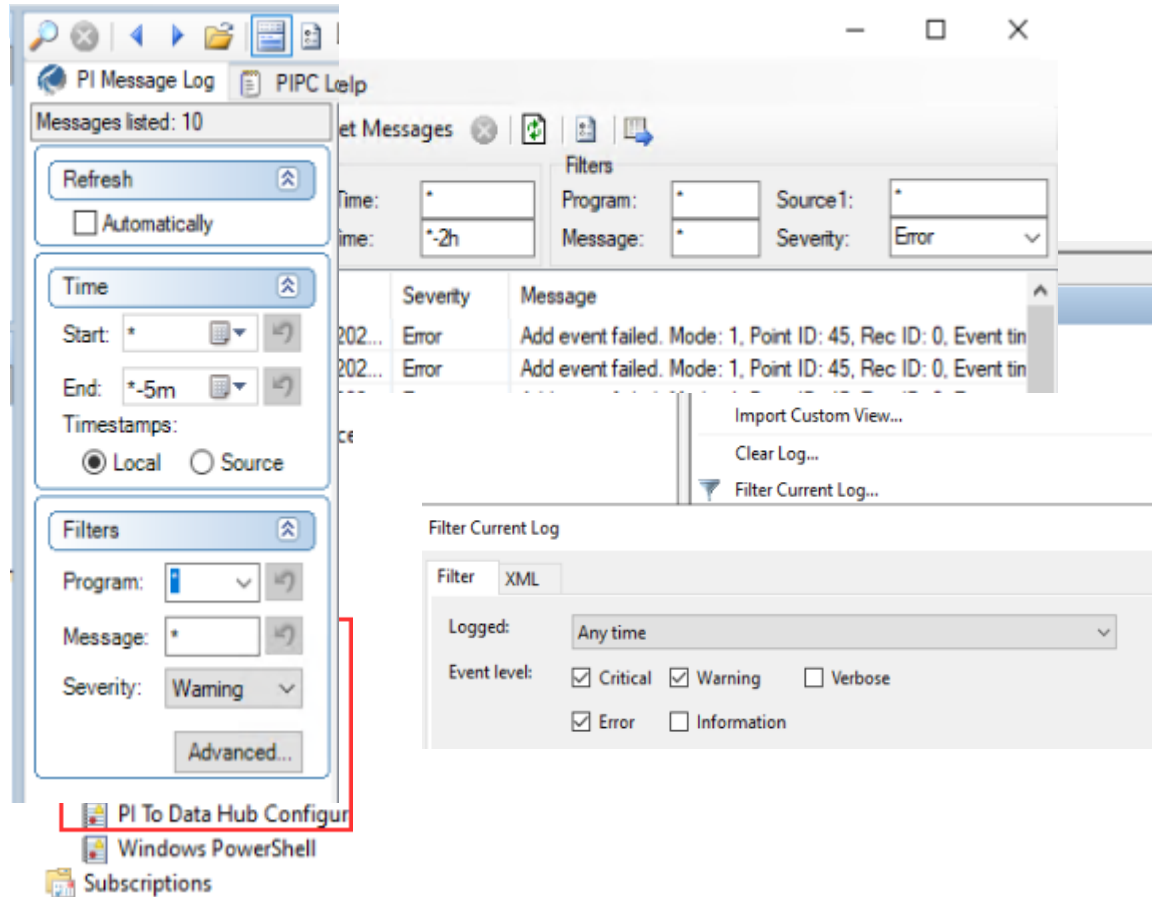 PI Message Log PIPC L elp
Messages listed: 10
et Messages
Refresh
Automatically
Time
Start: *
End: *-5m
Timestamps:
Local Source
Filters
Program: *
Message: *
Severity: Warning
Advanced...
Filters
Time: * Program: * Source1: *
ime: *-2h Message: * Severity: Error
Severity Message
202... Error Add event failed. Mode: 1, Point ID: 45, Rec ID: 0, Event tin
202... Error Add event failed. Mode: 1, Point ID: 45, Rec ID: 0, Event tin
Import Custom View...
Clear Log...
Filter Current Log...
Filter Current Log
Filter XML
Logged: Any time
Event level: Critical Warning Verbose
Error Information
PI To Data Hub Configur
Windows PowerShell
Subscriptions